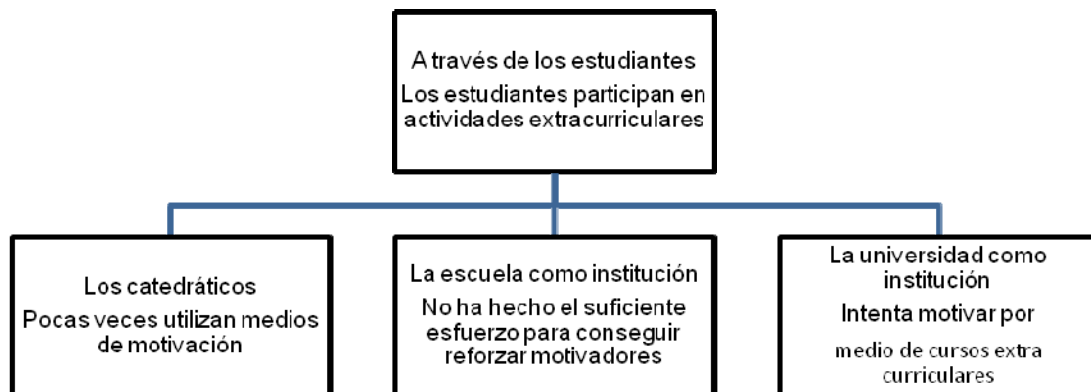 A través de los estudiantes
Los estudiantes participan en
actividades extracurriculares
Los catedráticos
Pocas veces utilizan medios
de motivación
La escuela como institución
No ha hecho el suficiente
esfuerzo para conseguir
reforzar motivadores
La universidad como
institución
Intenta motivar por
medio de cursos extra
curriculares